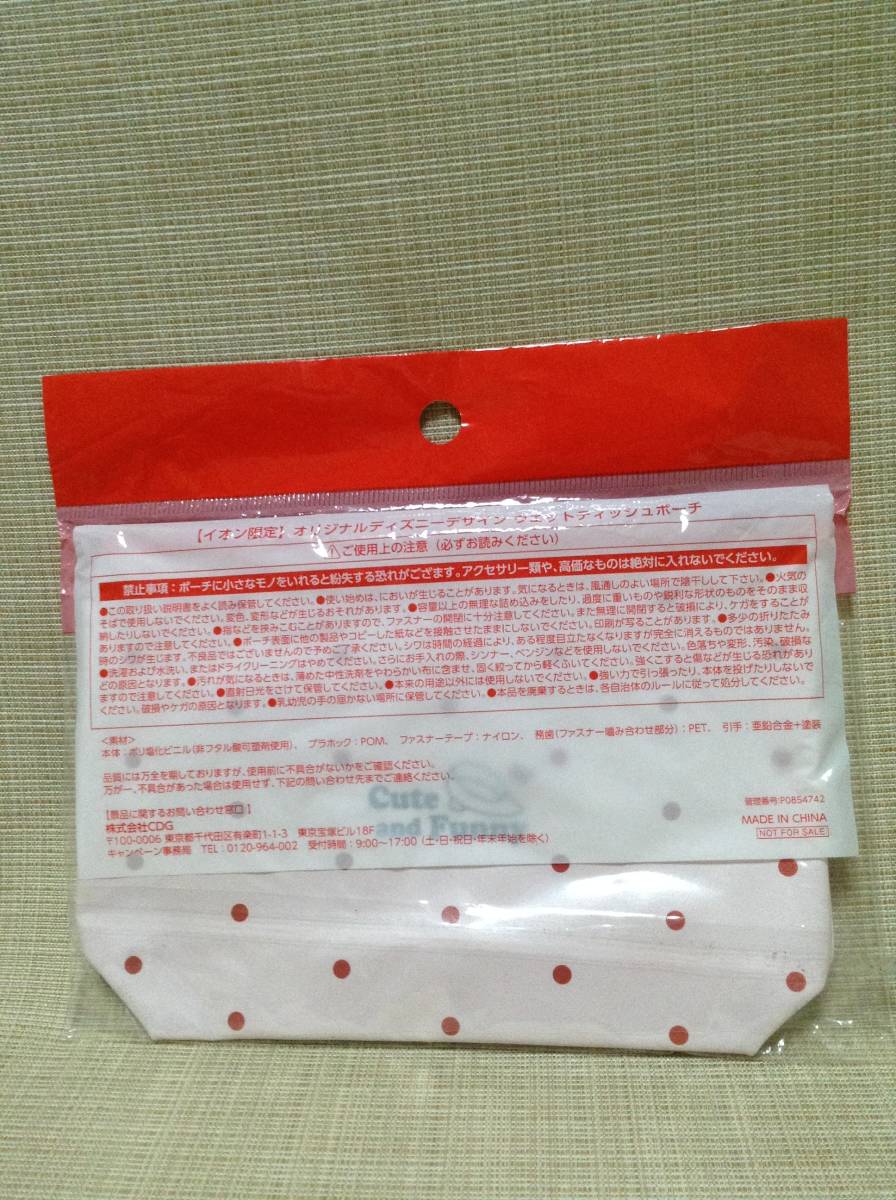 【イオン限定】オリジナルディズニーデザイン ウェットティッシュポーチ
⚠ご使用上の注意（必ずお読みください）
禁止事項：ポーチに小さなモノをいれると紛失する恐れがござます。アクセサリー類や、高価なものは絶対に入れないでください。
●この取り扱い説明書をよく読み保管してください。●使い始めは、においが生じることがあります。気になるときは、風通しのよい場所で陰干しして下さい。●火気の
そばで使用しないでください。変色、変形などが生じるおそれがあります。●容量以上の無理な詰め込みをしたり、過度に重いものや鋭利な形状のものをそのまま収
納したりしないでください。●指などを挟みこむことがありますので、ファスナーの開閉に十分注意してください。また無理に開閉すると破損により、ケガをすることが
ありますので注意してください。●ポーチ表面に他の製品やコピーした紙などを接触させたままにしないでください。印刷が写ることがあります。●多少の折りたたみ
時のシワが生じます。不良品ではございませんので予めご了承ください。シワは時間の経過により、ある程度目立たなくなりますが完全に消えるものではありません。
●洗濯および水洗い、またはドライクリーニングはやめてください。さらにお手入れの際、シンナー、ベンジンなどを使用しないでください。色落ちや変形、汚染、破損な
どの原因となります。●汚れが気になるときは、薄めた中性洗剤をやわらかい布に含ませ、固く絞ってから軽くふいてください。強くこすると傷などが生じる恐れがあり
ますので注意してください。●直射日光をさけて保管してください。●本来の用途以外には使用しないでください。●強い力で引っ張ったり、本体を投げたりしないで
ください。破損やケガの原因となります。●乳幼児の手の届かない場所に保管してください。●本品を廃棄するときは、各自治体のルールに従って処分してください。
<素材>
本体：ポリ塩化ビニル（非フタル酸可塑剤使用）、 プラホック：POM、 ファスナーテープ：ナイロン、 務歯（ファスナー噛み合わせ部分）：PET、 引手：亜鉛合金+塗装
品質には万全を期しておりますが、使用前に不具合がないかをご確認ください。
万が一、不具合があった場合は使用せず、下記の問い合わせ先までご連絡ください。
Cute
and Funny
【景品に関するお問い合わせ窓口】
株式会社CDG
〒100-0006 東京都千代田区有楽町1-1-3 東京宝塚ビル18F
キャンペーン事務局 TEL：0120-964-002 受付時間：9:00～17:00（土・日・祝日・年末年始を除く）
管理番号：P0854742
MADE IN CHINA
NOT FOR SALE